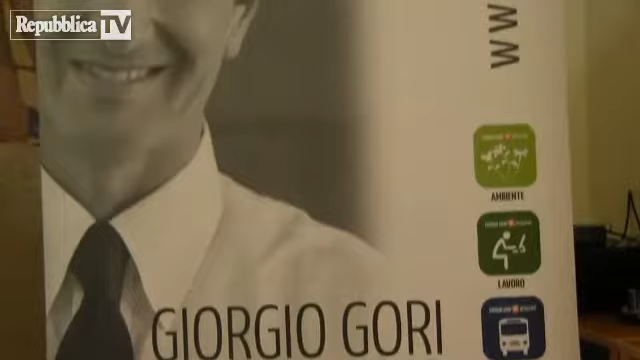 Repubblica TV
WW
AMBIENTE
LAVORO
GIORGIO GORI